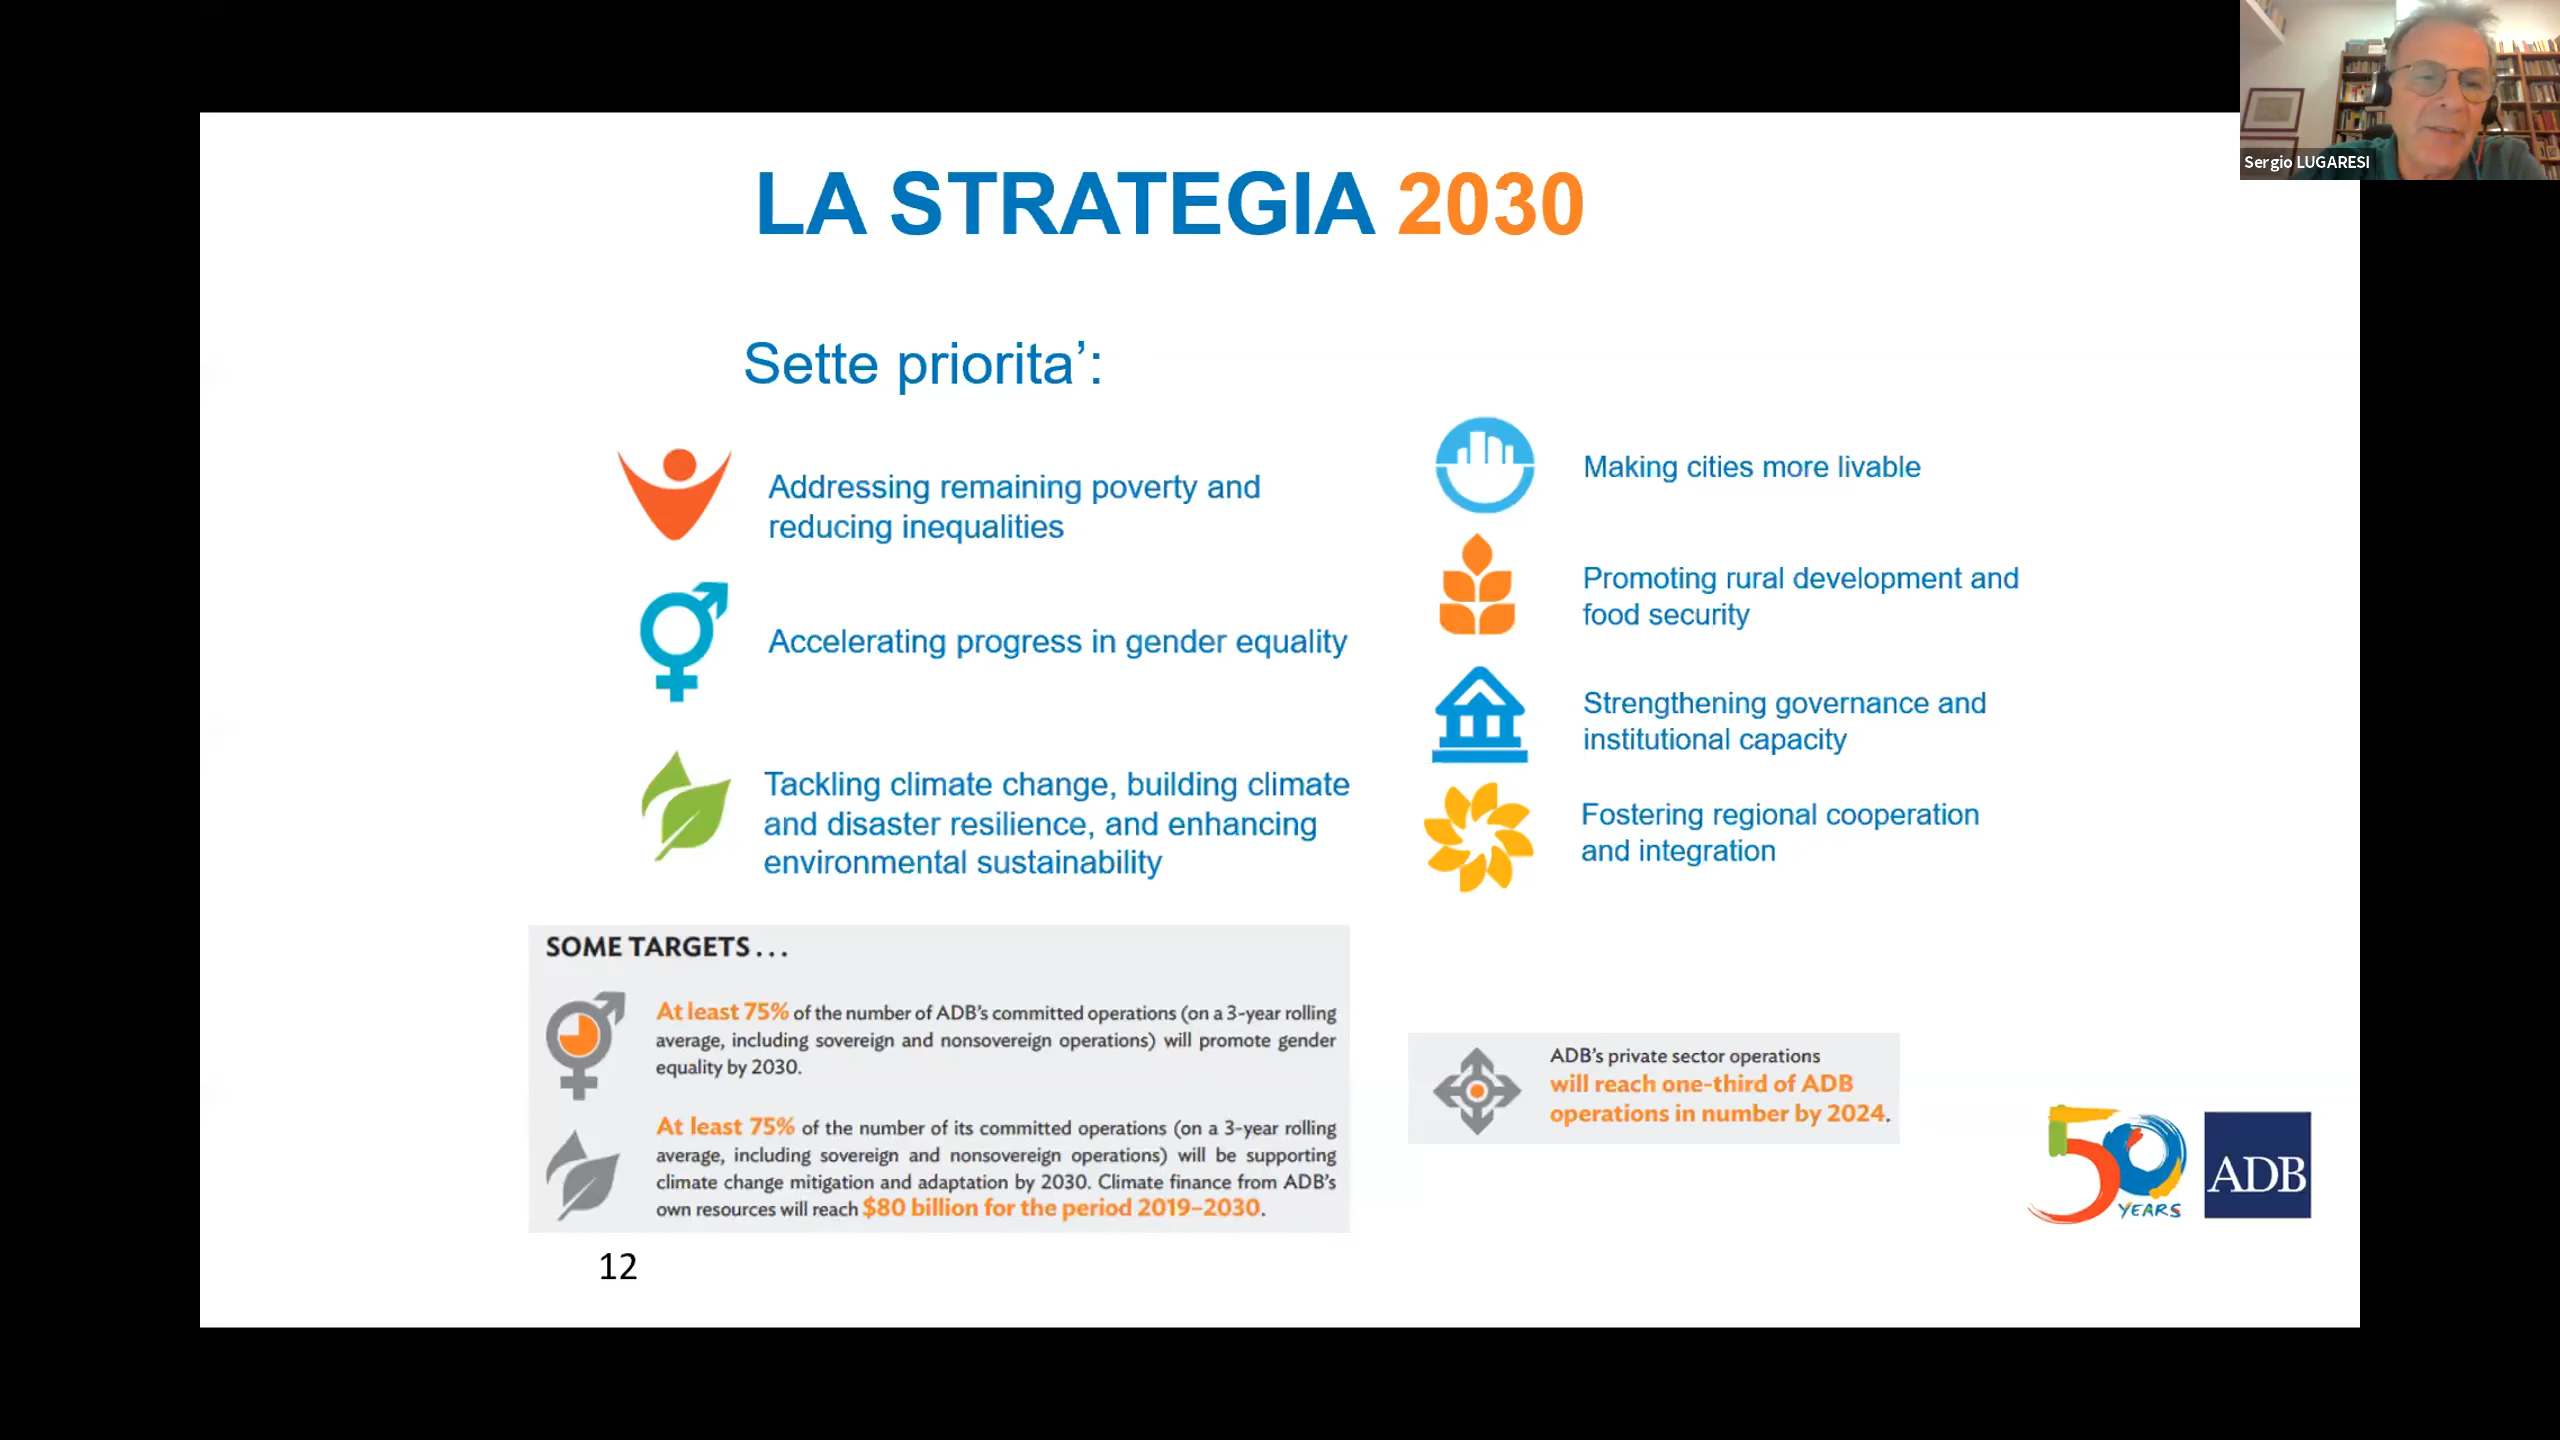 Sergio LUGARESI
LA STRATEGIA 2030
Sette priorita’:
Addressing remaining poverty and
reducing inequalities
Accelerating progress in gender equality
Tackling climate change, building climate
and disaster resilience, and enhancing
environmental sustainability
Making cities more livable
Promoting rural development and
food security
Strengthening governance and
institutional capacity
Fostering regional cooperation
and integration
SOME TARGETS . . .
At least 75% of the number of ADB’s committed operations (on a 3-year rolling
average, including sovereign and nonsovereign operations) will promote gender
equality by 2030.
At least 75% of the number of its committed operations (on a 3-year rolling
average, including sovereign and nonsovereign operations) will be supporting
climate change mitigation and adaptation by 2030. Climate finance from ADB’s
own resources will reach $80 billion for the period 2019–2030.
ADB’s private sector operations
will reach one-third of ADB
operations in number by 2024.
50
YEARS
ADB
12